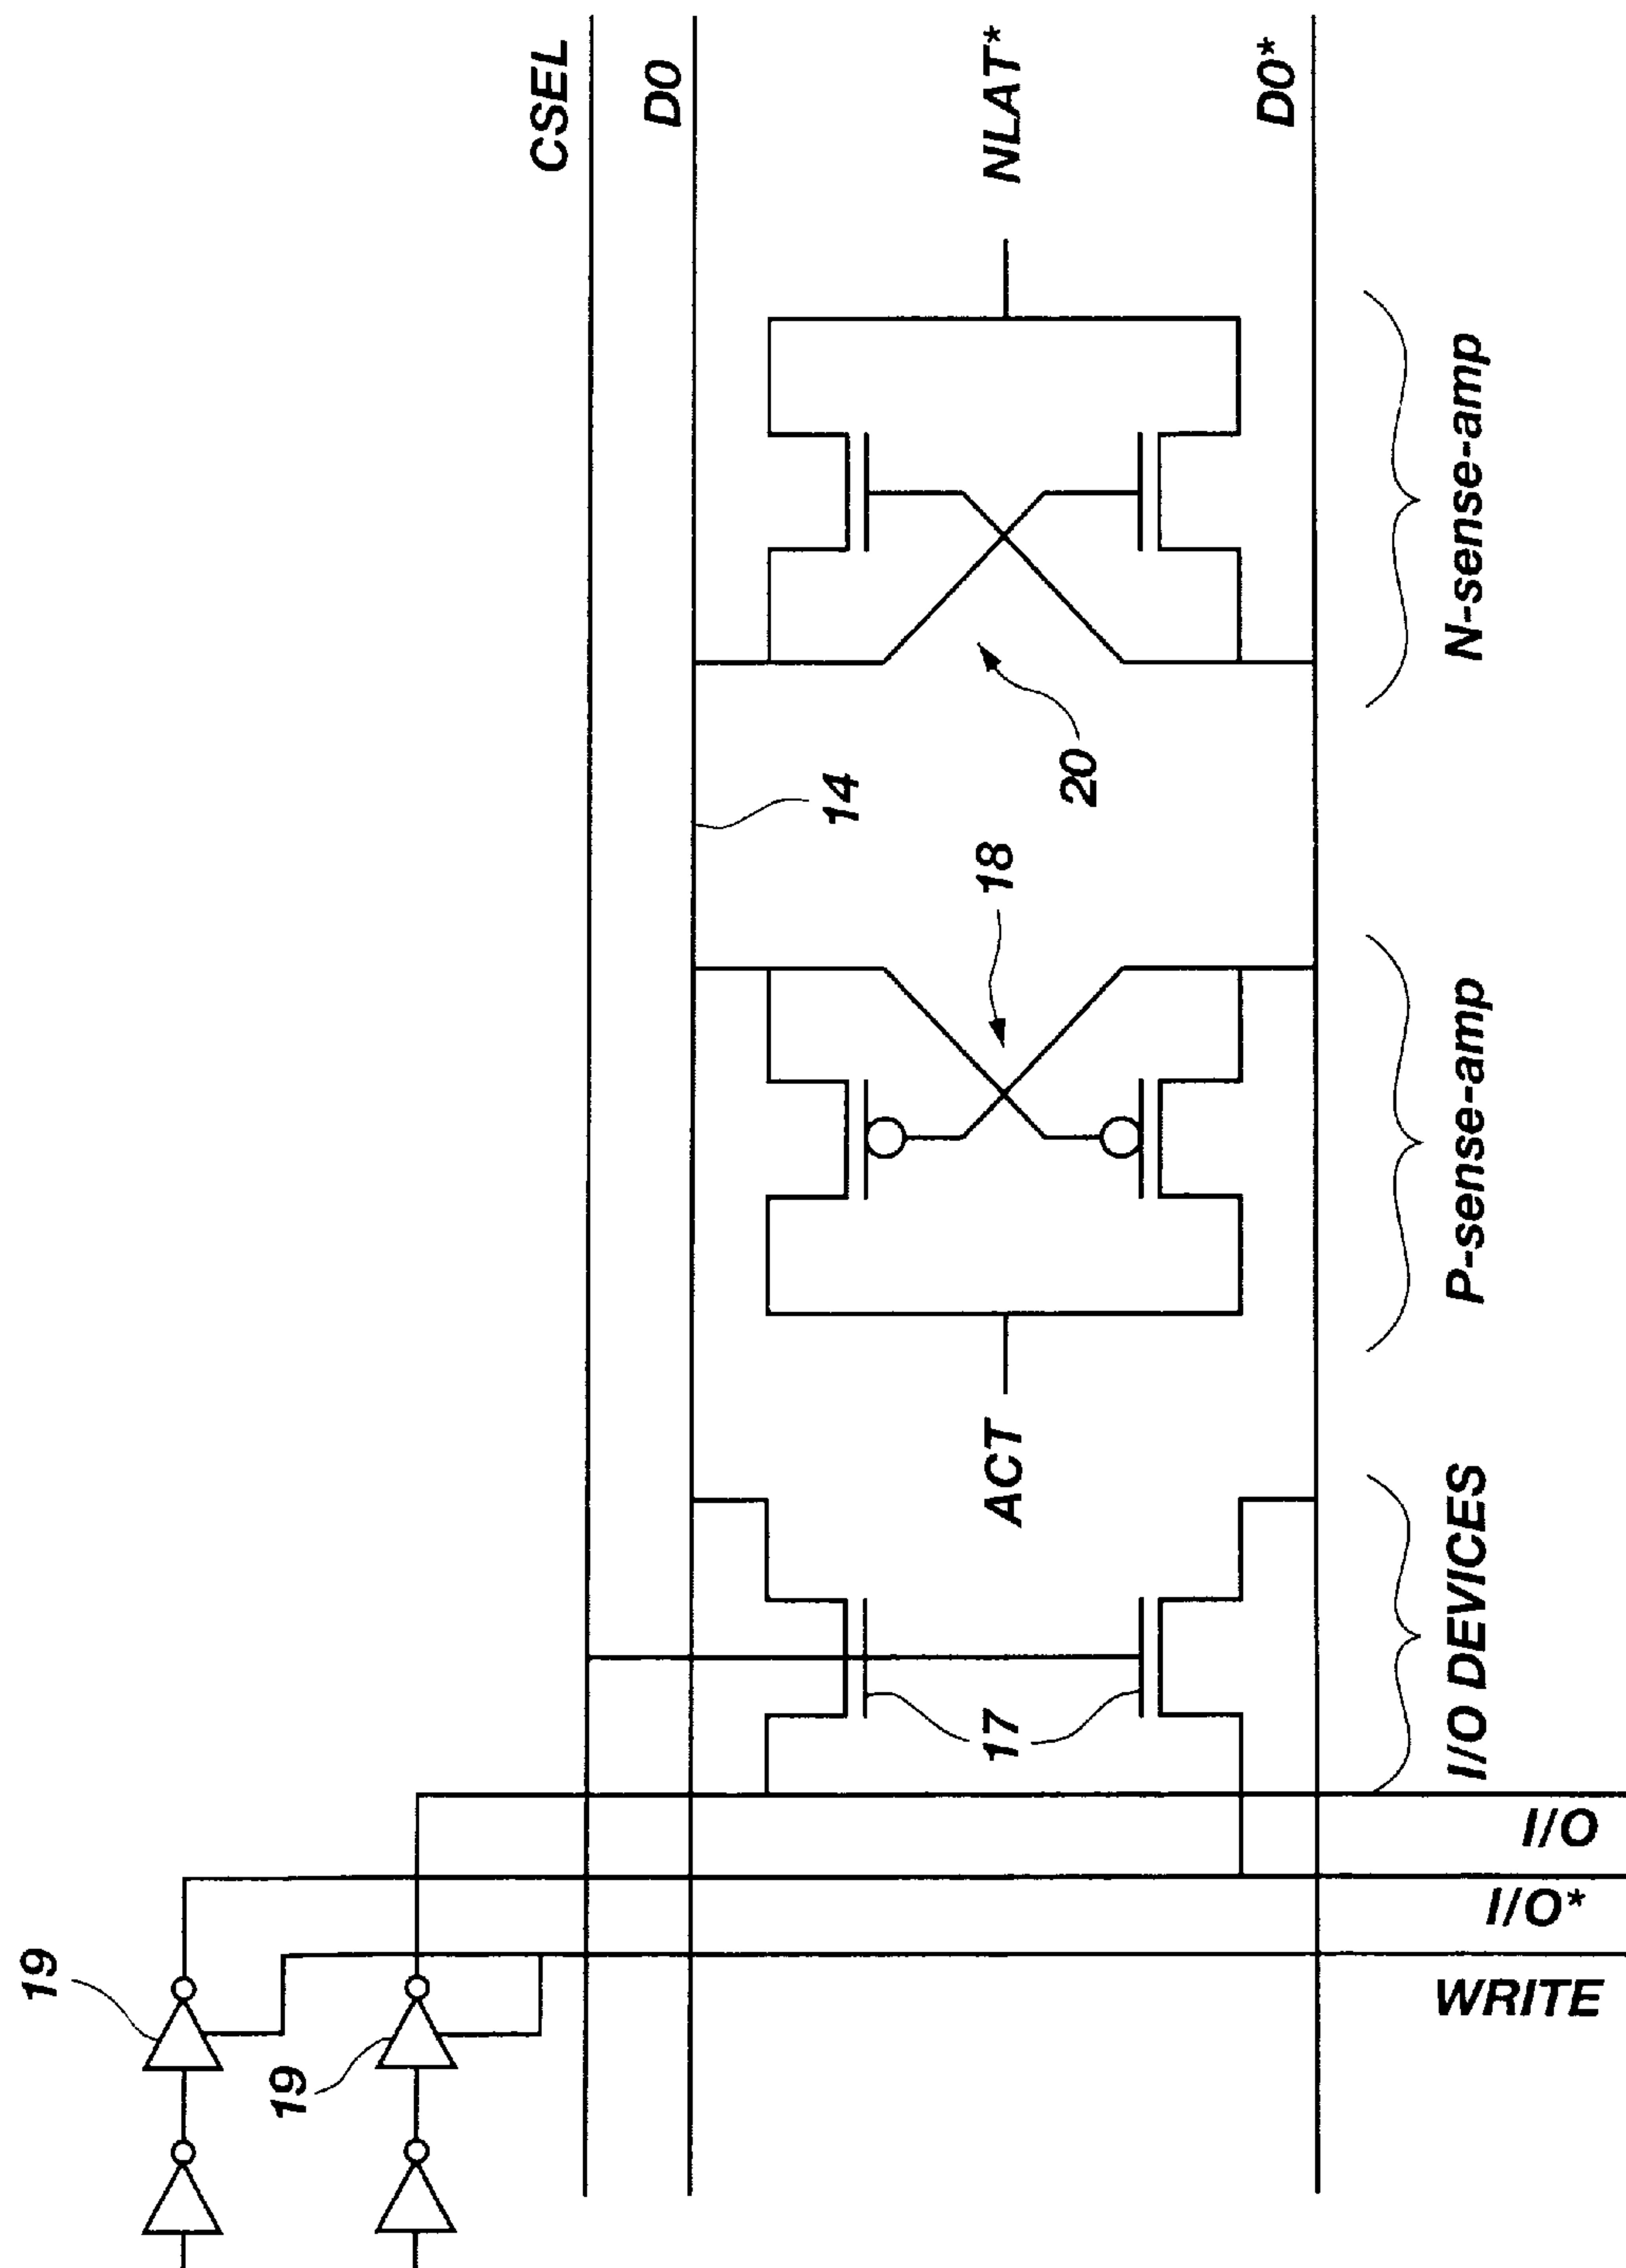 CSEL
D0
NLAT*
D0*
N-sense-amp
20
14
18
P-sense-amp
ACT
I/O DEVICES
17
I/O
I/O*
WRITE
19
19